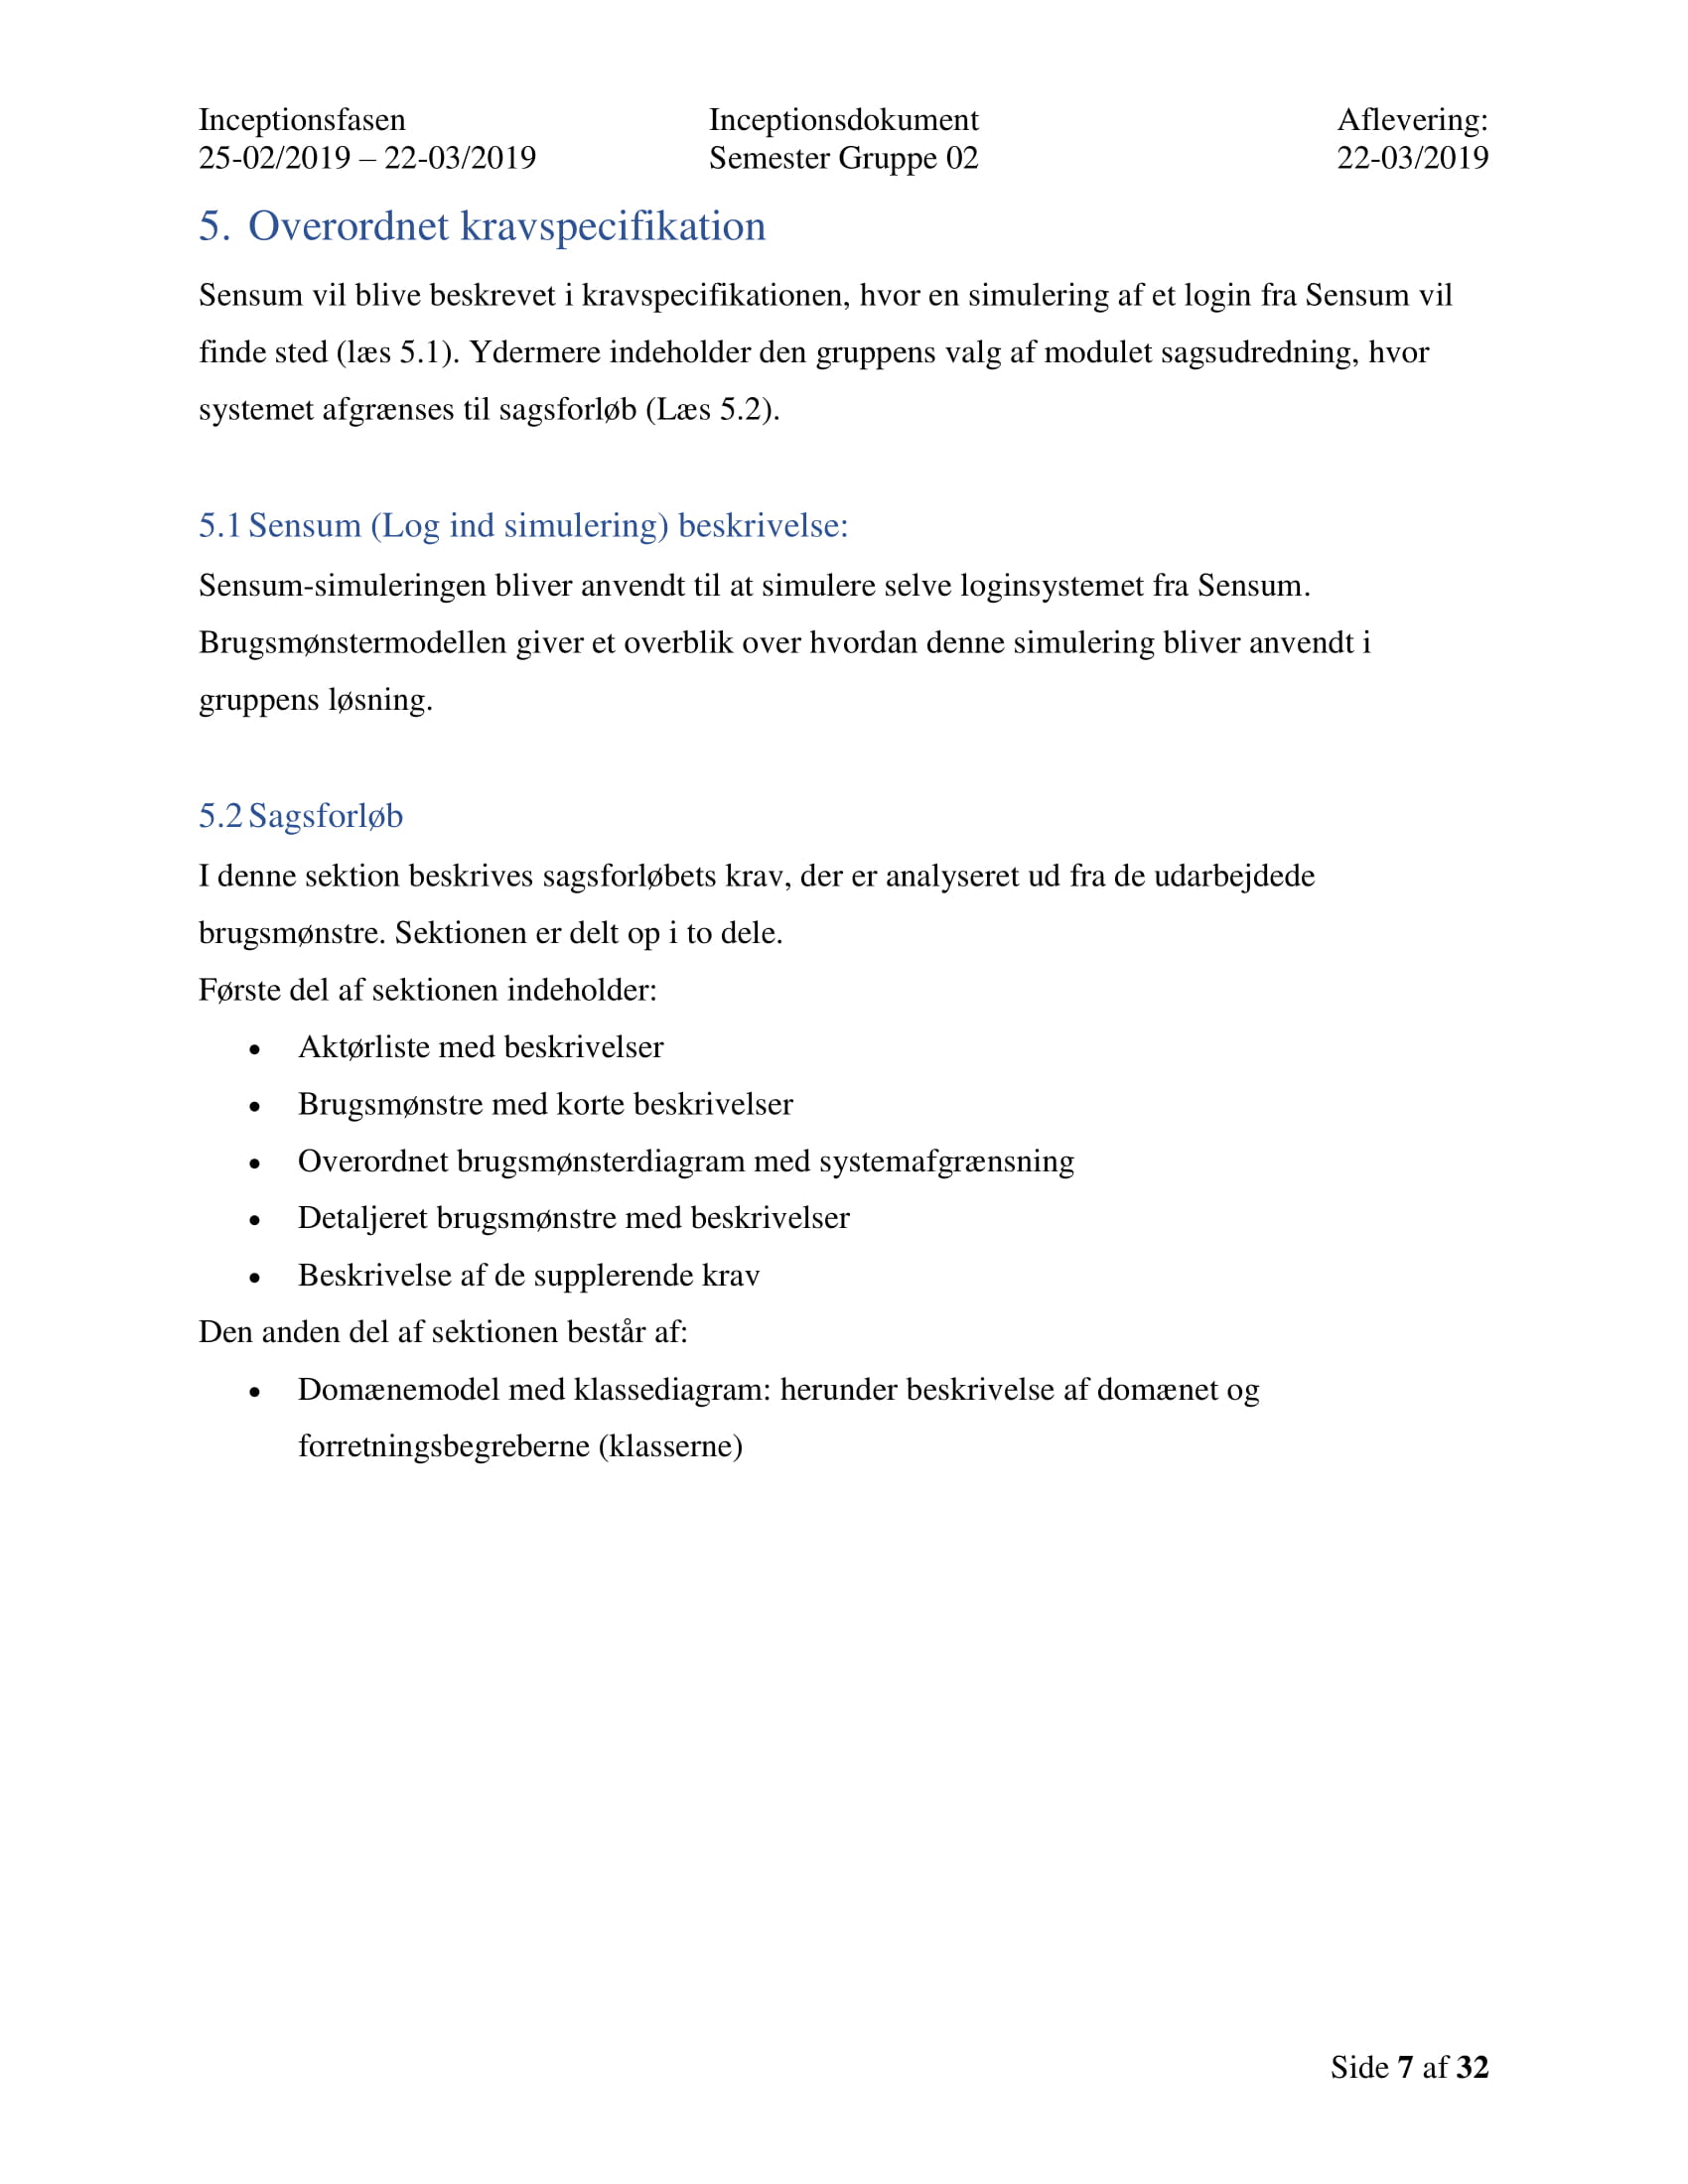 Inceptionsfasen Inceptionsdokument Aflevering:
25-02/2019 – 22-03/2019 Semester Gruppe 02 22-03/2019
5. Overordnet kravspecifikation
Sensum vil blive beskrevet i kravspecifikationen, hvor en simulering af et login fra Sensum vil
finde sted (læs 5.1). Ydermere indeholder den gruppens valg af modulet sagsudredning, hvor
systemet afgrænses til sagsforløb (Læs 5.2).
5.1 Sensum (Log ind simulering) beskrivelse:
Sensum-simuleringen bliver anvendt til at simulere selve loginsystemet fra Sensum.
Brugsmønstermodellen giver et overblik over hvordan denne simulering bliver anvendt i
gruppens løsning.
5.2 Sagsforløb
I denne sektion beskrives sagsforløbets krav, der er analyseret ud fra de udarbejdede
brugsmønstre. Sektionen er delt op i to dele.
Første del af sektionen indeholder:
• Aktørliste med beskrivelser
• Brugsmønstre med korte beskrivelser
• Overordnet brugsmønsterdiagram med systemafgrænsning
• Detaljeret brugsmønstre med beskrivelser
• Beskrivelse af de supplerende krav
Den anden del af sektionen består af:
• Domænemodel med klassediagram: herunder beskrivelse af domænet og
forretningsbegreberne (klasserne)
Side 7 af 32